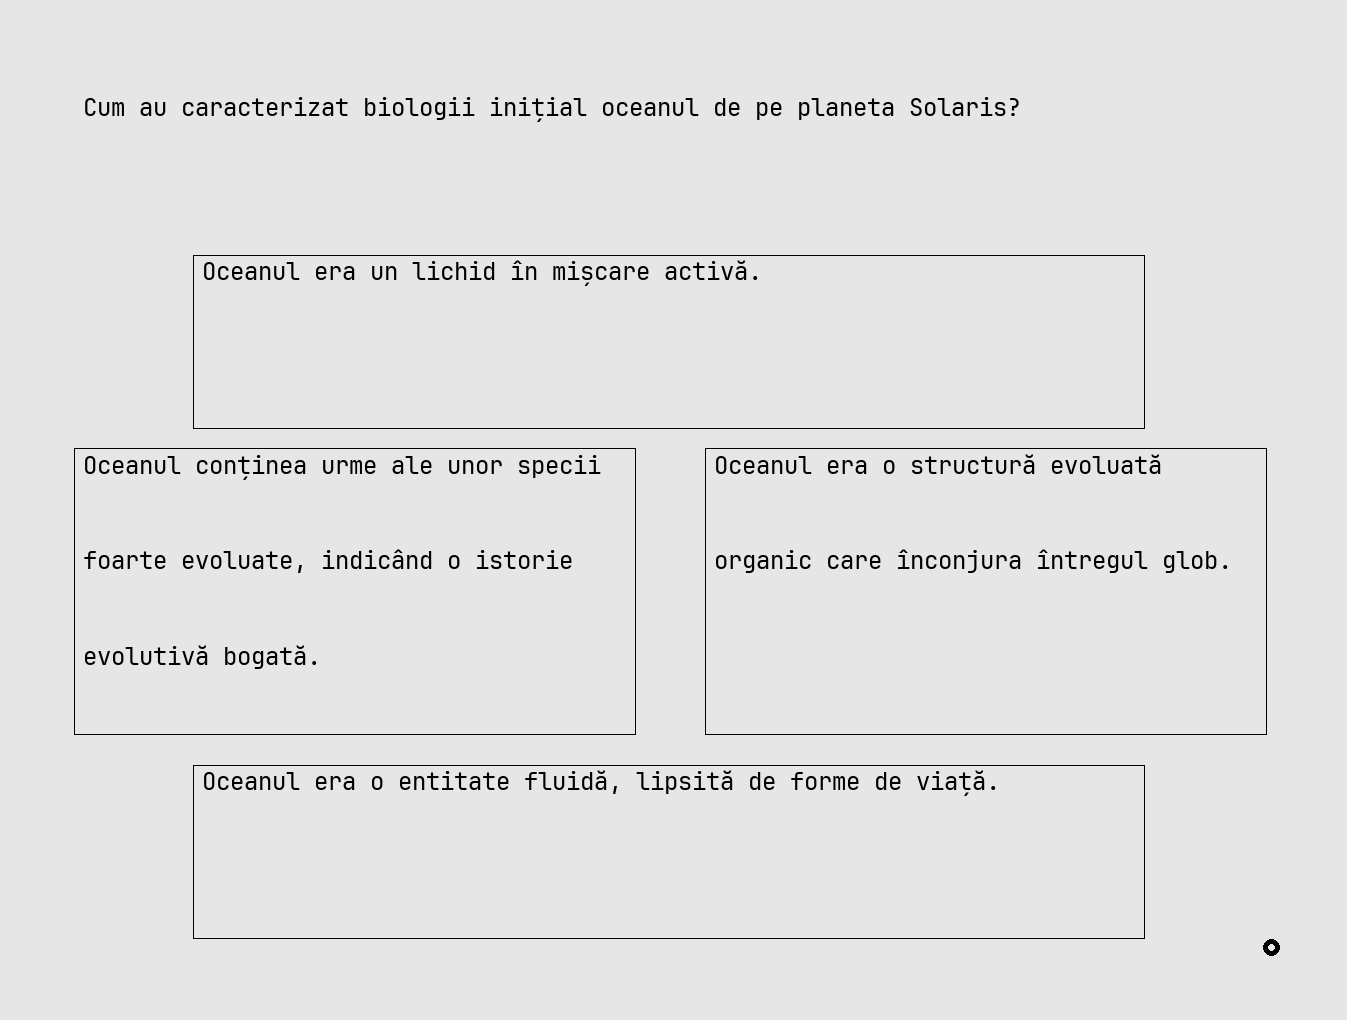 Cum au caracterizat biologii inițial oceanul de pe planeta Solaris?
Oceanul era un lichid în mișcare activă.
Oceanul conținea urme ale unor specii
foarte evoluate, indicând o istorie
evolutivă bogată.
Oceanul era o structură evoluată
organic care înconjura întregul glob.
Oceanul era o entitate fluidă, lipsită de forme de viață.